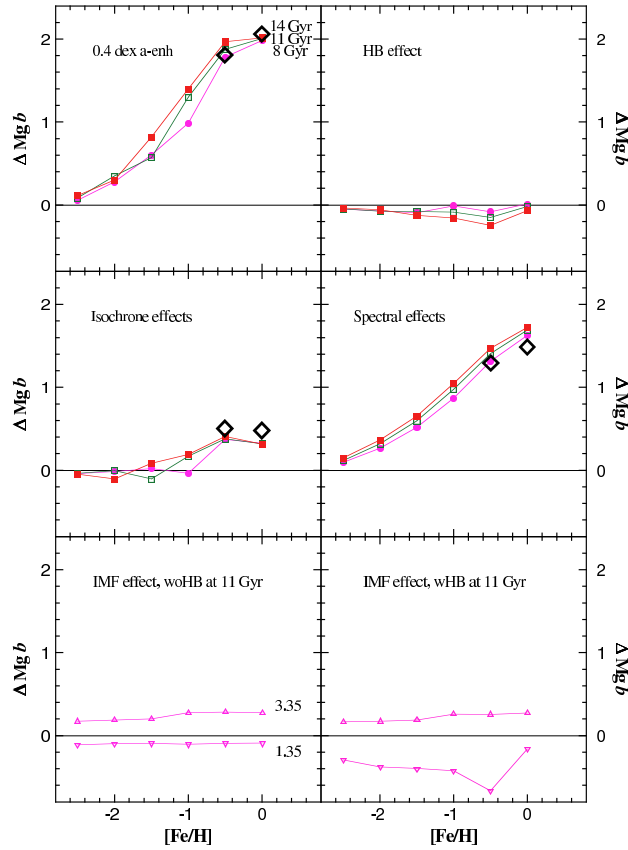 0.4 dex a-enh
14 Gyr
11 Gyr
8 Gyr
HB effect
2
1
0
Δ Mg b
2
1
0
Δ Mg b
Isochrone effects
Spectral effects
2
1
0
Δ Mg b
2
1
0
Δ Mg b
IMF effect, woHB at 11 Gyr
IMF effect, wHB at 11 Gyr
2
1
0
Δ Mg b
3.35
1.35
2
1
0
Δ Mg b
-2 -1 0
-2 -1 0
[Fe/H]
[Fe/H]